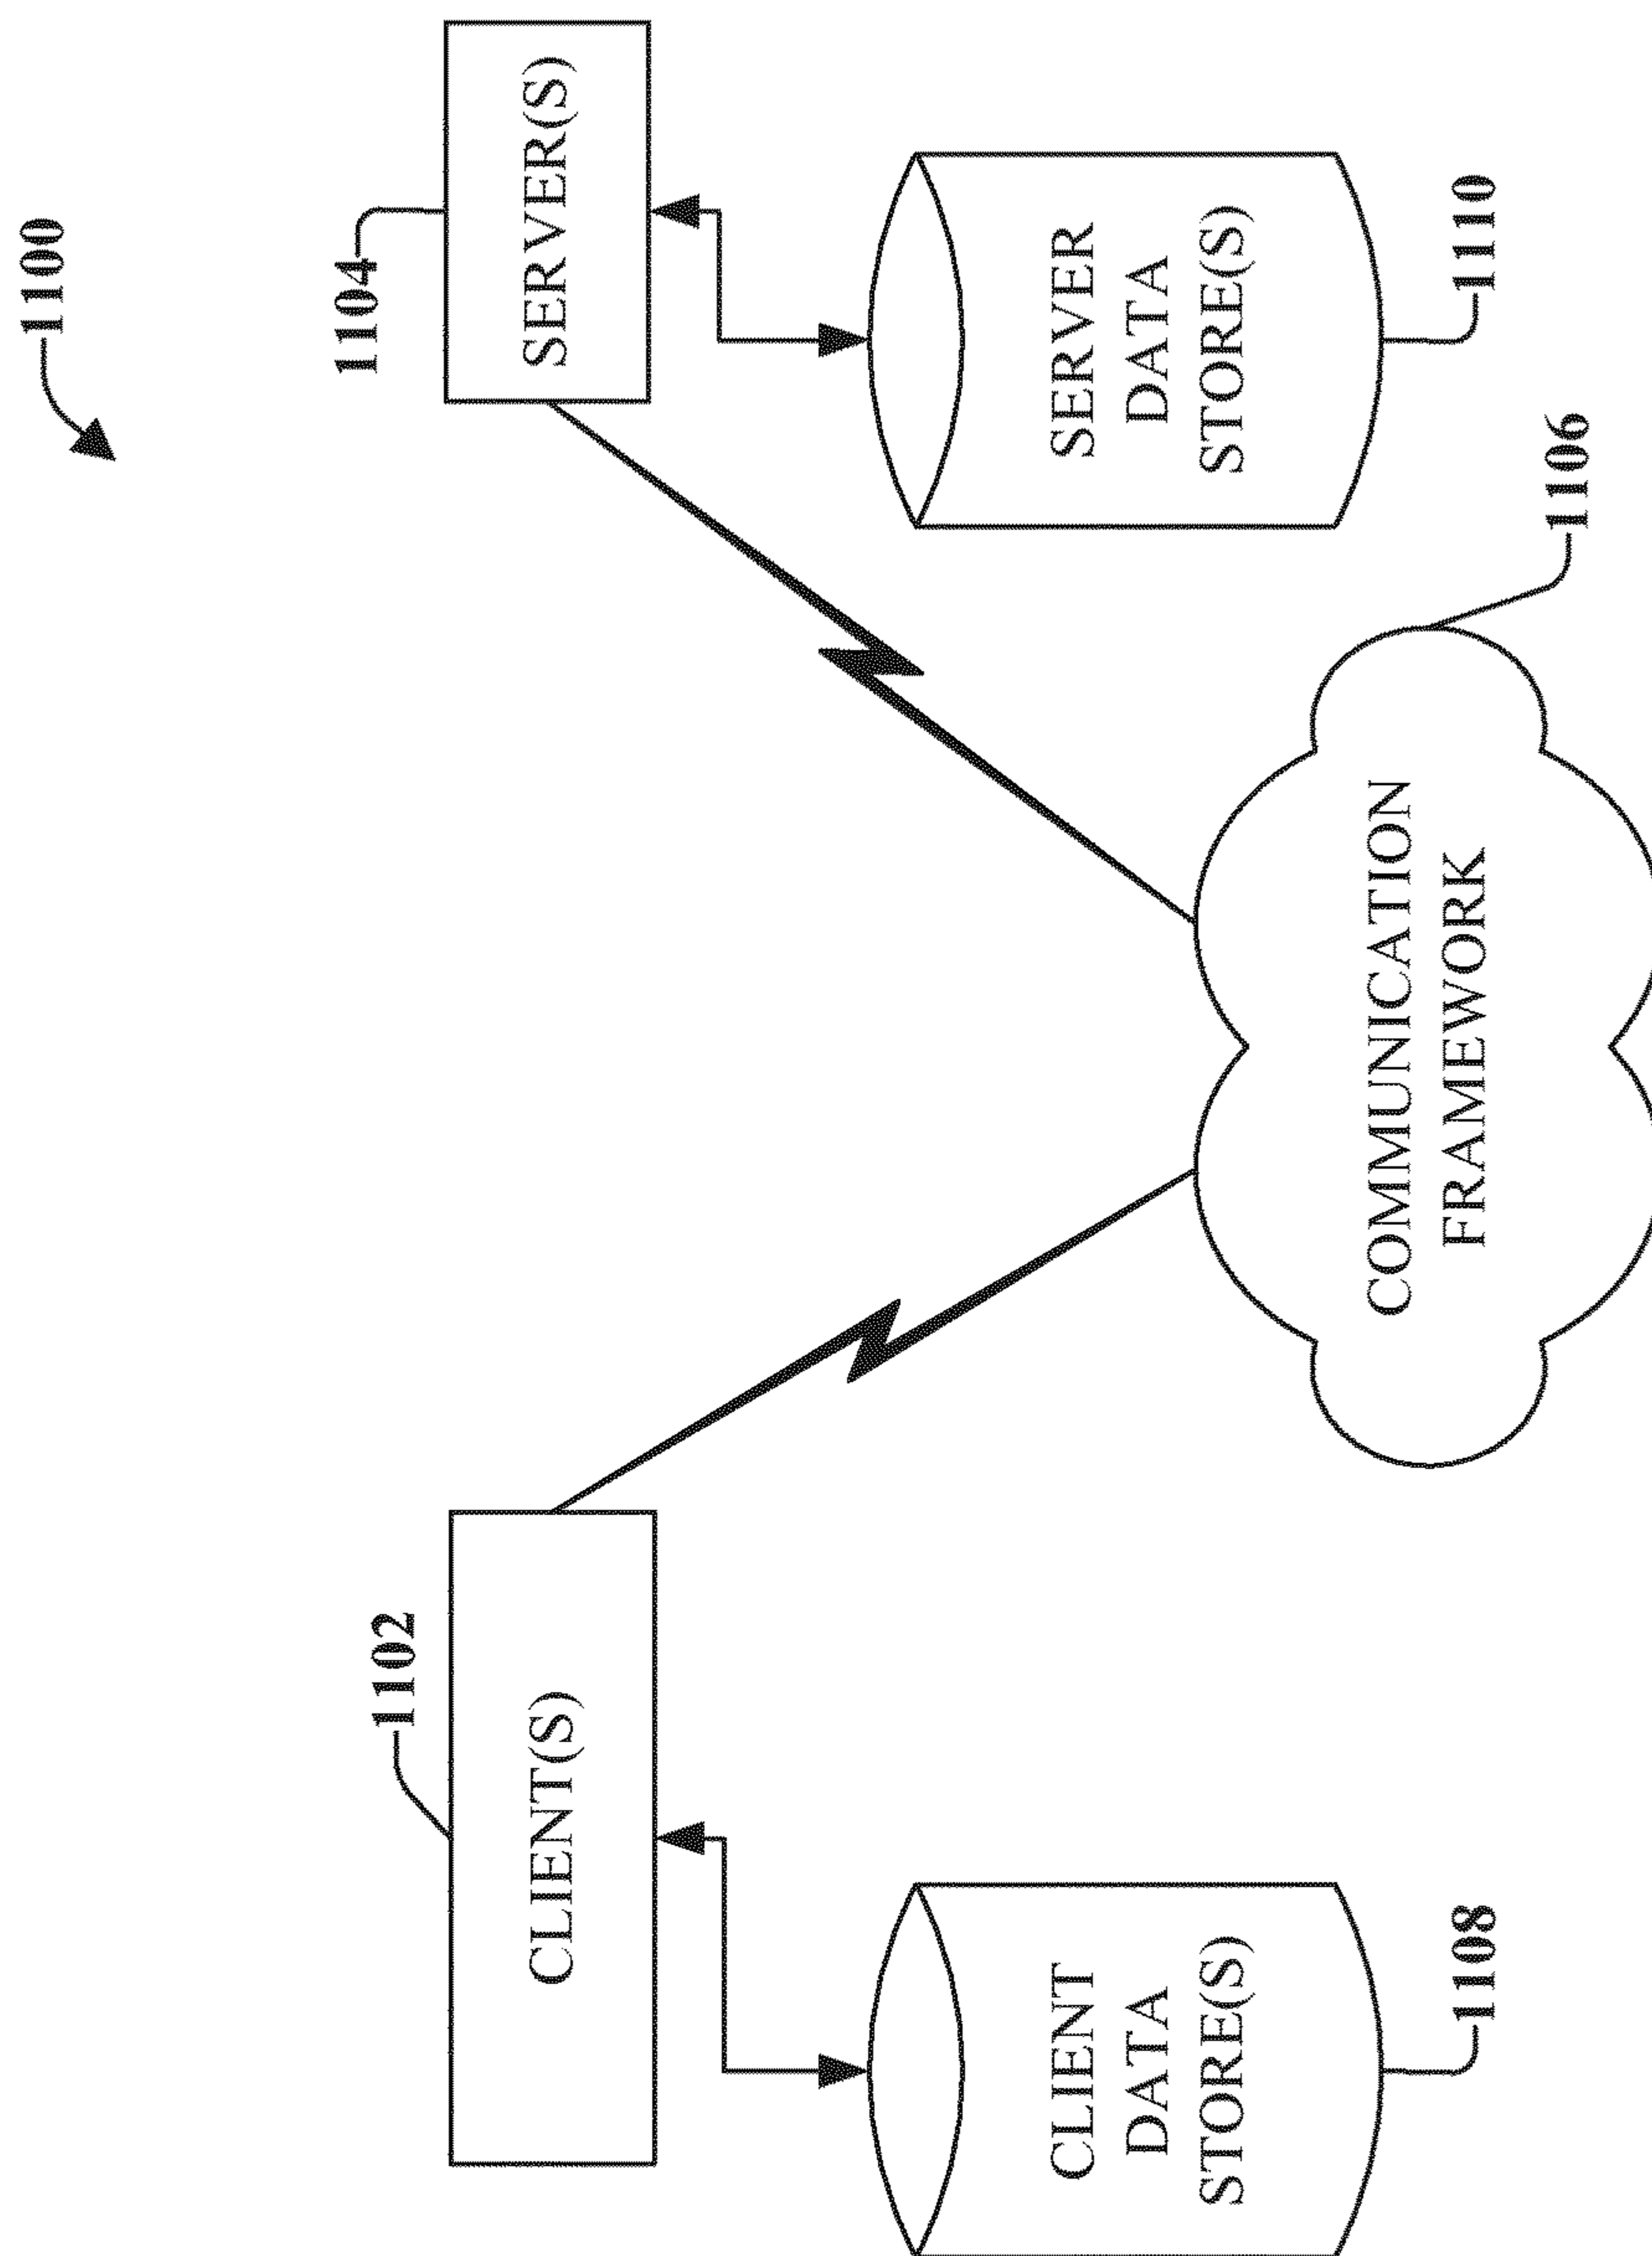 1100
1102
1104
CLIENT(S)
SERVER(S)
CLIENT
DATA
STORE(S)
SERVER
DATA
STORE(S)
COMMUNICATION
FRAMEWORK
1108
1110
1106